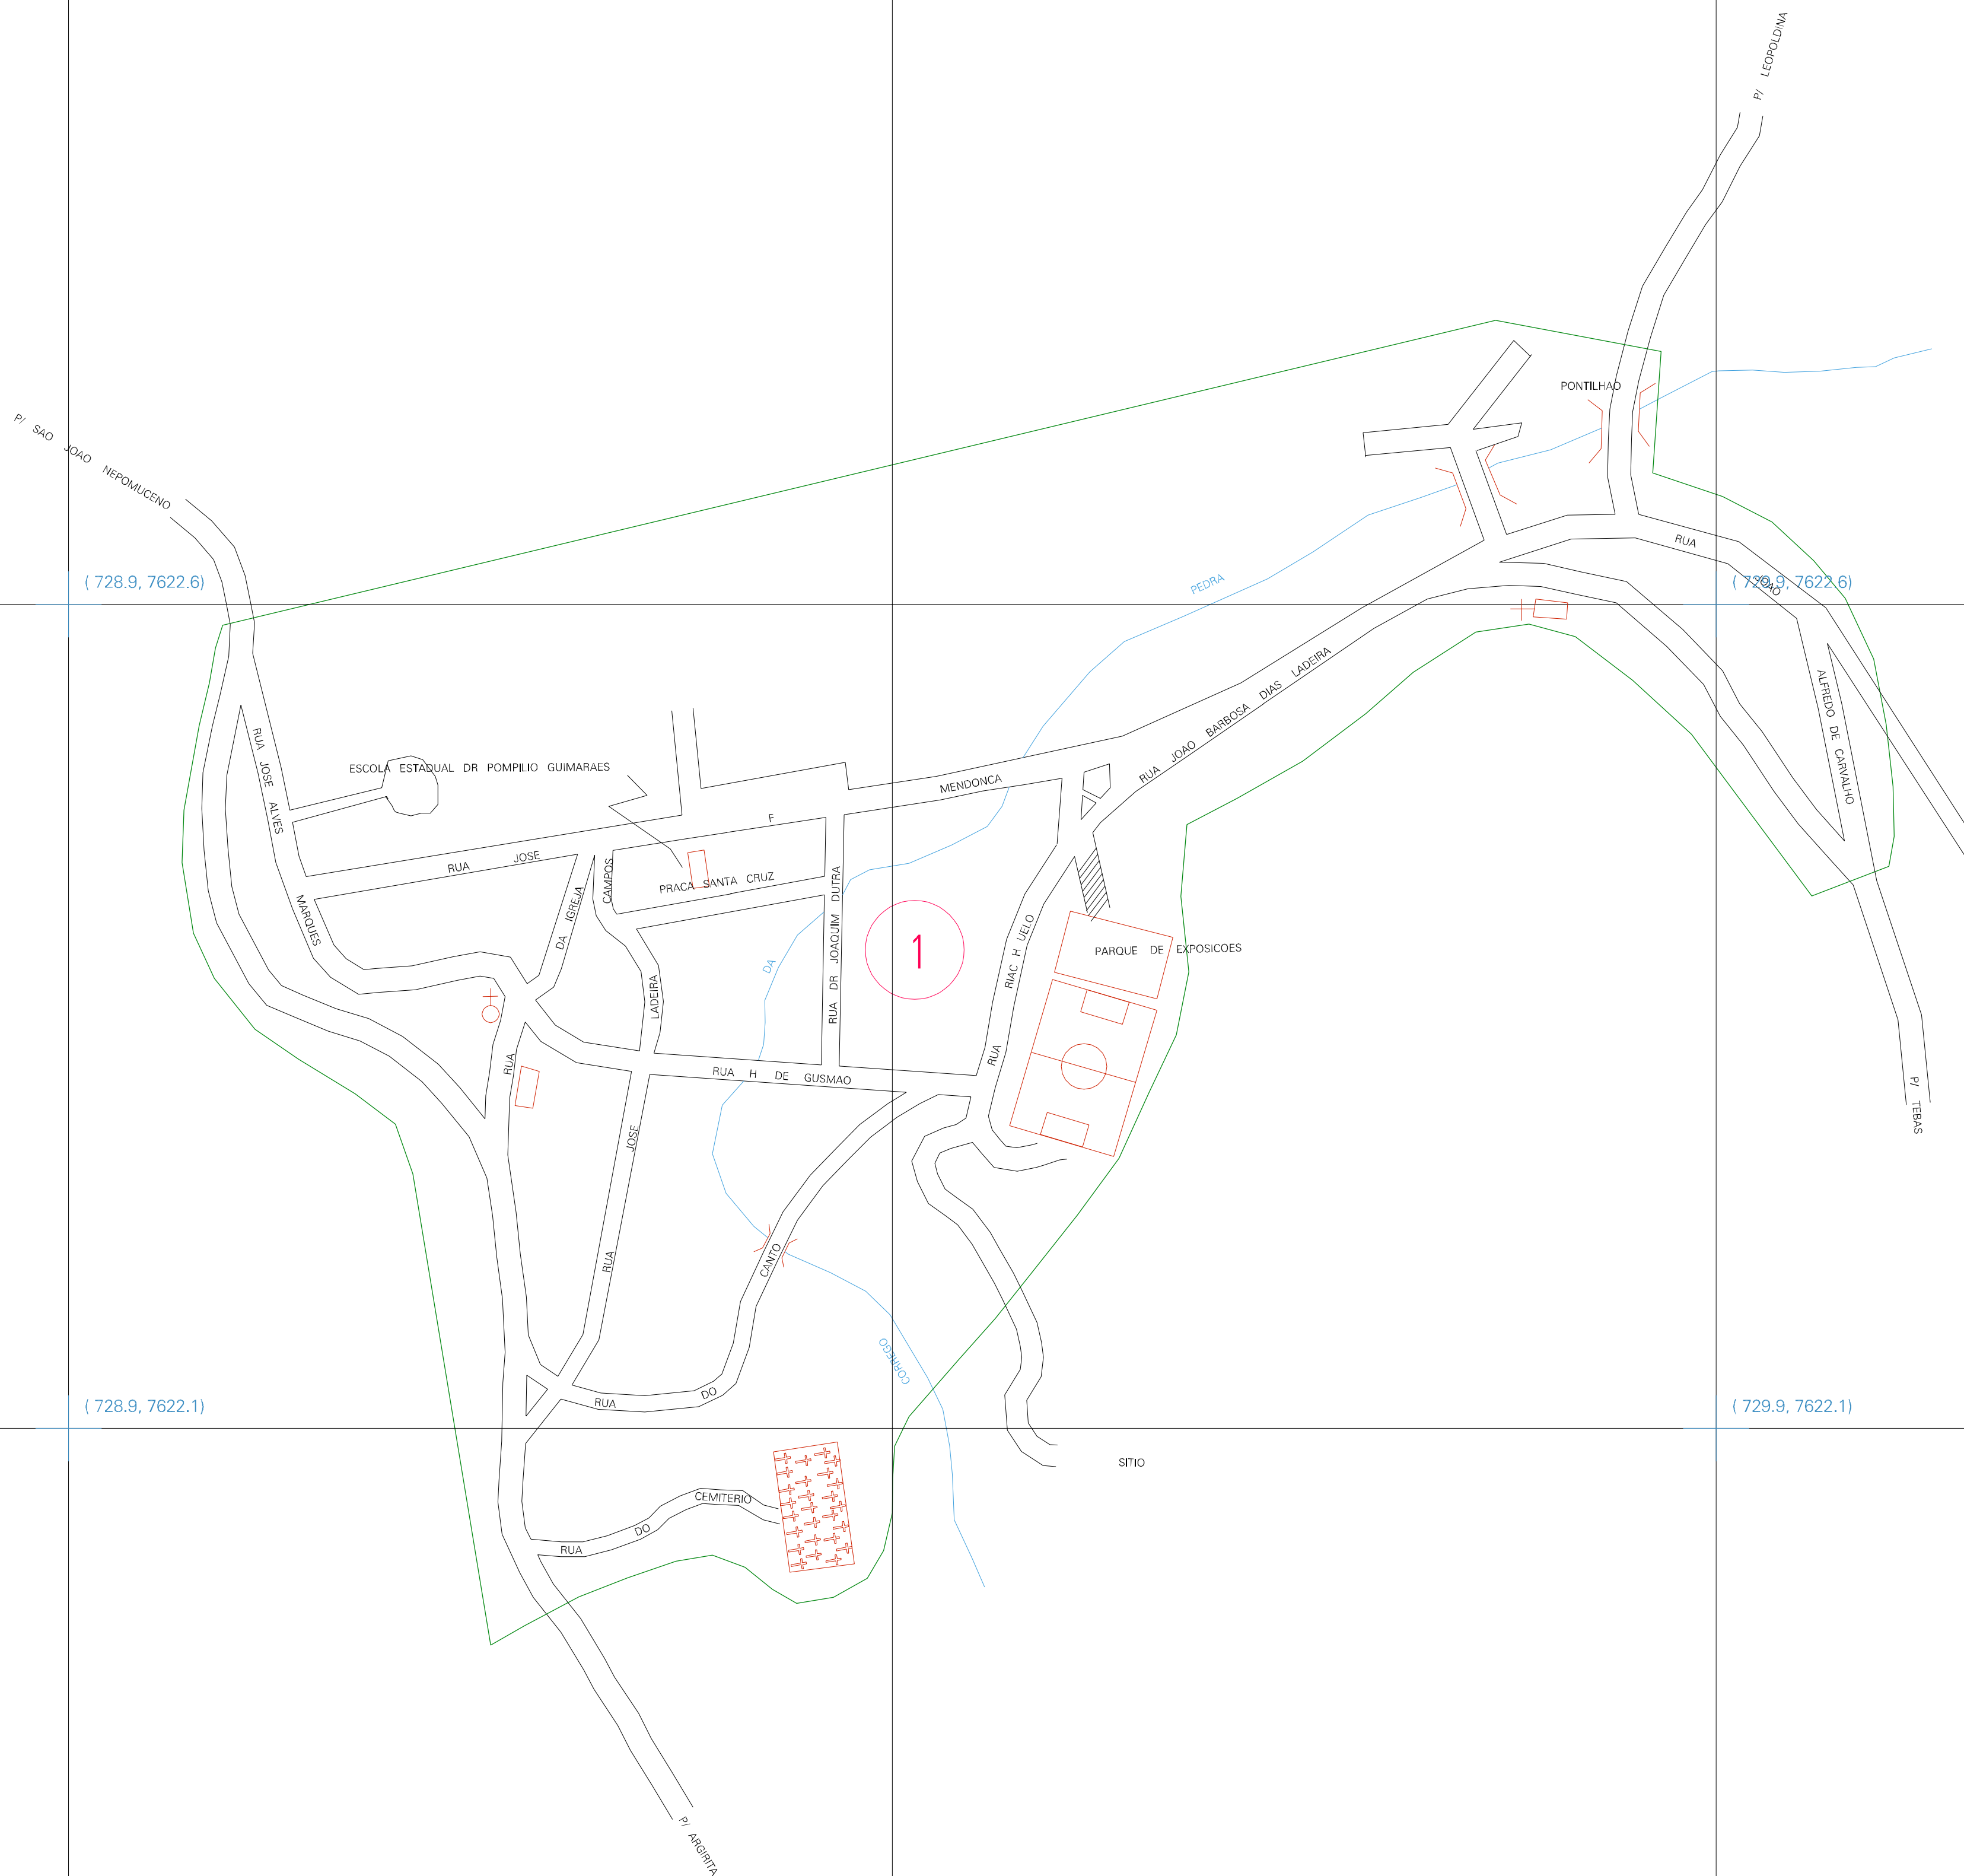 P/ LEOPOLDINA
PONTILHAO
P/ SAO JOAO NEPOMUCENO
RUA JOAO
ALFREDO DE CARVALHO
( 728.9, 7622.6)
( 729.9, 7622.6)
PEDRA
RUA JOAO BARBOSA DIAS LADEIRA
RUA JOSE ALVES
MARQUES
ESCOLA ESTADUAL DR POMPILIO GUIMARAES
MENDONCA
RUA JOSE F
CAMPOS
PRACA SANTA CRUZ
DA IGREJA
RUA DR JOAQUIM DUTRA
1
RUA RIAC H UELO
PARQUE DE EXPOSICOES
DA
LADEIRA
RUA
RUA H DE GUSMAO
P/ TEBAS
JOSE
RUA
CANTO
CORREGO
RUA DO
( 728.9, 7622.1)
( 729.9, 7622.1)
SITIO
CEMITERIO
DO
RUA
P/ ARGIRITA